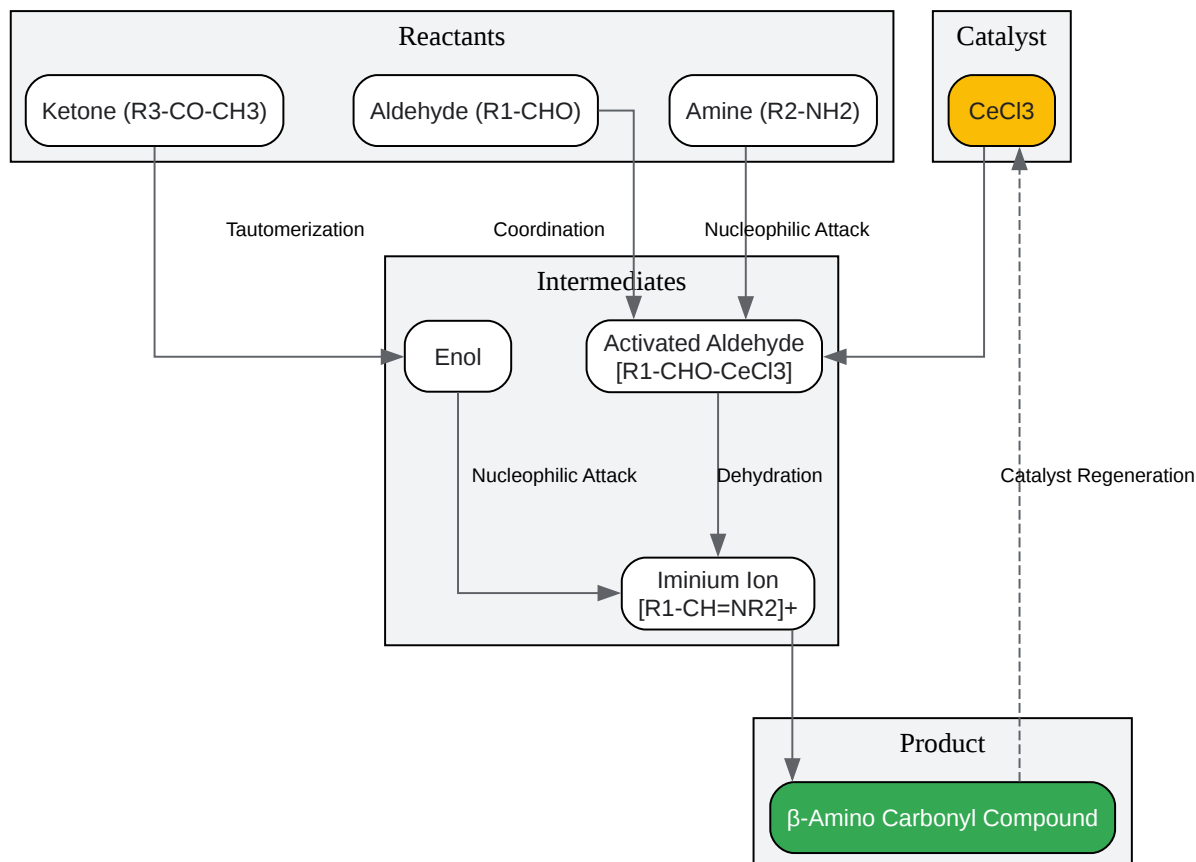 Reactants
Catalyst
Ketone (R3-CO-CH3)
Aldehyde (R1-CHO)
Amine (R2-NH2)
CeCl3
Tautomerization
Coordination
Nucleophilic Attack
Intermediates
Enol
Activated Aldehyde
[R1-CHO-CeCl3]
Nucleophilic Attack
Dehydration
Catalyst Regeneration
Iminium Ion
[R1-CH=NR2]+
Product
β-Amino Carbonyl Compound